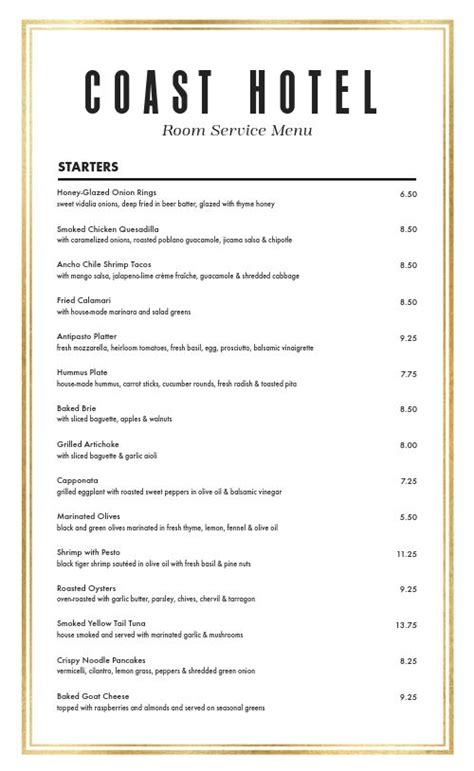 COAST HOTEL
Room Service Menu
STARTERS
Honey-Glazed Onion Rings 6.50
sweet vidalia onions, deep fried in beer batter, glazed with thyme honey
Smoked Chicken Quesadilla 8.50
with caramelized onions, roasted poblano guacamole, jicama salsa & chipotle
Ancho Chile Shrimp Tacos 8.50
with mango salsa, jalapeno-lime crème fraîche, guacamole & shredded cabbage
Fried Calamari 8.50
with house-made marinara and salad greens
Antipasto Platter 9.25
fresh mozzarella, heirloom tomatoes, fresh basil, egg, prosciutto, balsamic vinaigrette
Hummus Plate 7.75
house-made hummus, carrot sticks, cucumber rounds, fresh radish & toasted pita
Baked Brie 8.50
with sliced baguette, apples & walnuts
Grilled Artichoke 8.00
with sliced baguette & garlic aioli
Capponata 7.25
grilled eggplant with roasted sweet peppers in olive oil & balsamic vinegar
Marinated Olives 5.50
black and green olives marinated in fresh thyme, lemon, fennel & olive oil
Shrimp with Pesto 11.25
black tiger shrimp sautéed in olive oil with fresh basil & pine nuts
Roasted Oysters 9.25
oven-roasted with garlic butter, parsley, chives, chervil & tarragon
Smoked Yellow Tail Tuna 13.75
house smoked and served with marinated garlic & mushrooms
Crispy Noodle Pancakes 8.25
vermicelli, cilantro, lemon grass, peppers & shredded green onion
Baked Goat Cheese 9.25
topped with raspberries and almonds and served on seasonal greens